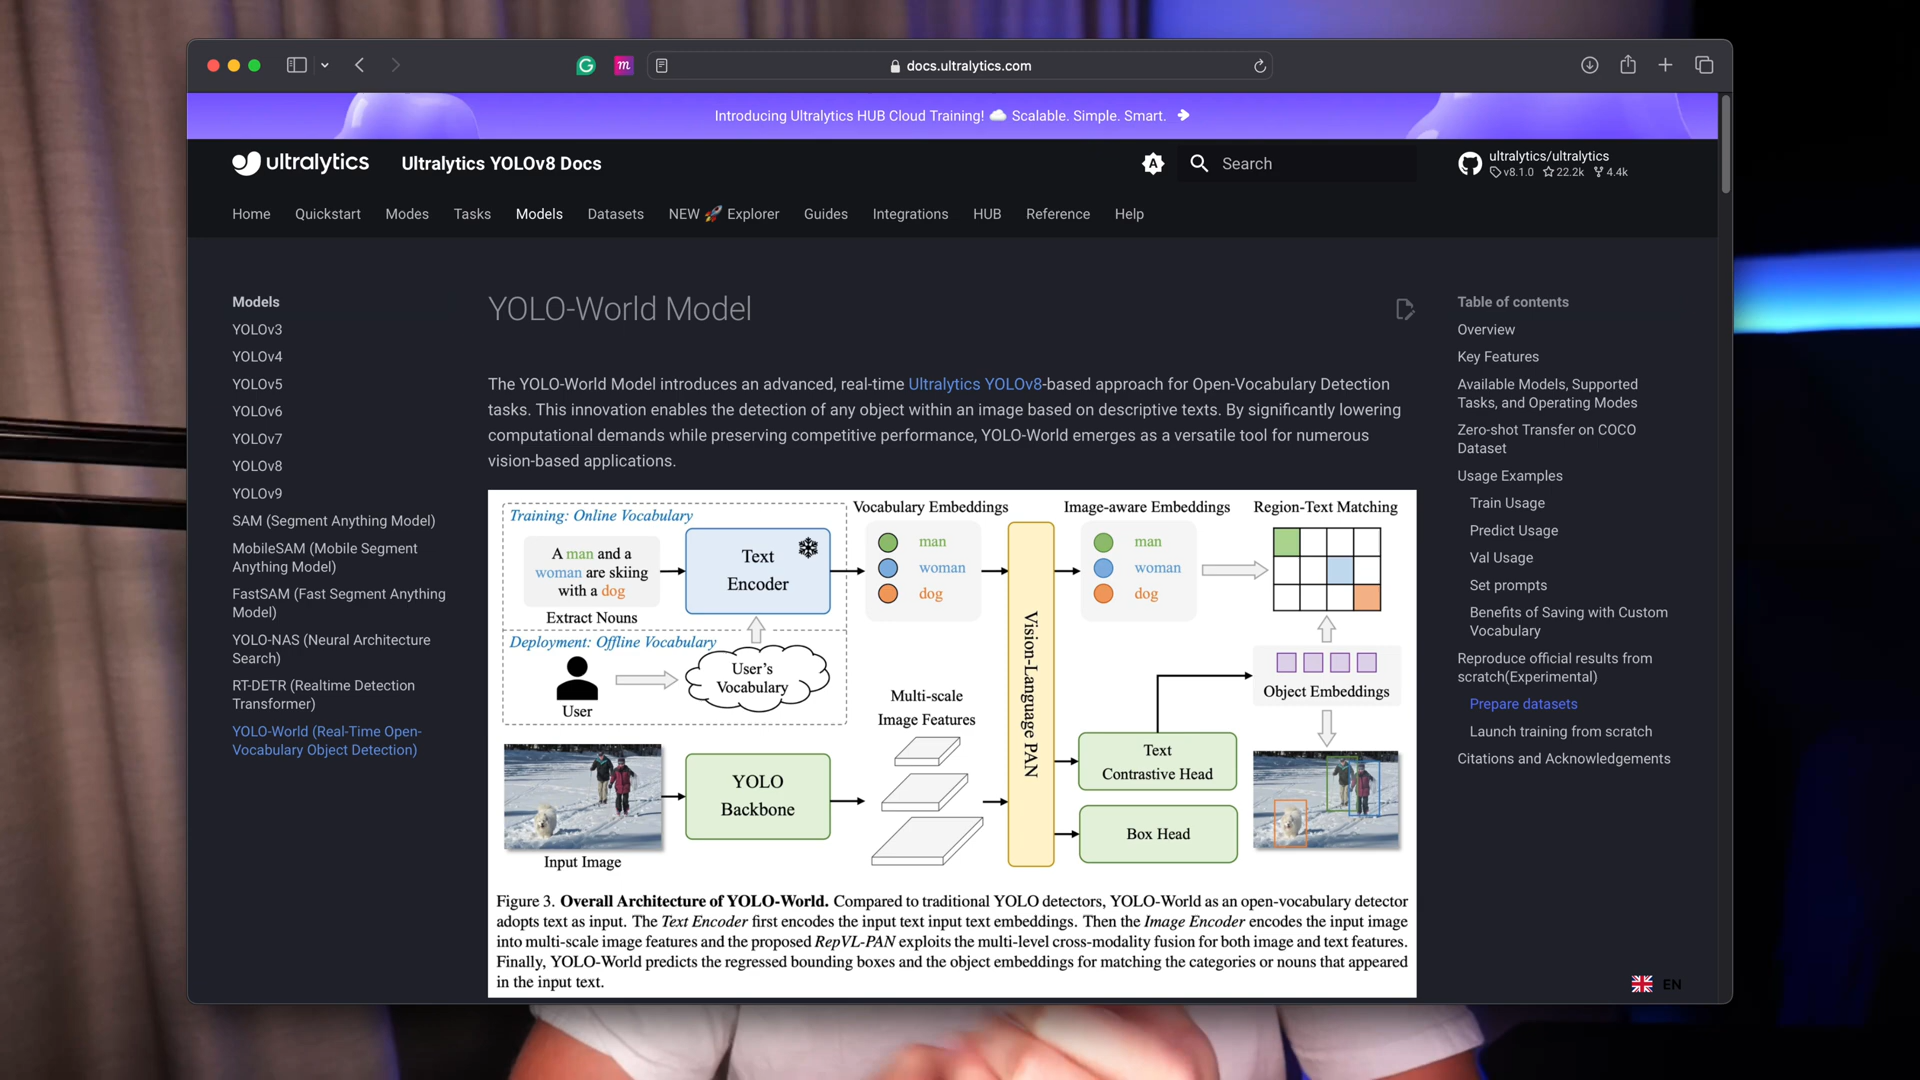 docs.ultralytics.com
Introducing Ultralytics HUB Cloud Training! ☁ Scalable. Simple. Smart. →
ultralytics
Ultralytics YOLOv8 Docs
A
Search
ultralytics/ultralytics
v8.1.0 22.2k 4.4k
Home Quickstart Modes Tasks Models Datasets NEW 🚀 Explorer Guides Integrations HUB Reference Help
Models
YOLOv3
YOLOv4
YOLOv5
YOLOv6
YOLOv7
YOLOv8
YOLOv9
SAM (Segment Anything Model)
MobileSAM (Mobile Segment
Anything Model)
FastSAM (Fast Segment Anything
Model)
YOLO-NAS (Neural Architecture
Search)
RT-DETR (Realtime Detection
Transformer)
YOLO-World (Real-Time Open-
Vocabulary Object Detection)
YOLO-World Model
The YOLO-World Model introduces an advanced, real-time Ultralytics YOLOv8-based approach for Open-Vocabulary Detection
tasks. This innovation enables the detection of any object within an image based on descriptive texts. By significantly lowering
computational demands while preserving competitive performance, YOLO-World emerges as a versatile tool for numerous
vision-based applications.
Training: Online Vocabulary
A man and a
woman are skiing
with a dog
Extract Nouns
Text
Encoder
Deployment: Offline Vocabulary
User
User's
Vocabulary
Vocabulary Embeddings
man
woman
dog
Image-aware Embeddings
man
woman
dog
Region-Text Matching
Multi-scale
Image Features
Vision-Language PAN
Object Embeddings
Input Image
YOLO
Backbone
Text
Contrastive Head
Box Head
Figure 3. Overall Architecture of YOLO-World. Compared to traditional YOLO detectors, YOLO-World as an open-vocabulary detector
adopts text as input. The Text Encoder first encodes the input text input text embeddings. Then the Image Encoder encodes the input image
into multi-scale image features and the proposed RepVL-PAN exploits the multi-level cross-modality fusion for both image and text features.
Finally, YOLO-World predicts the regressed bounding boxes and the object embeddings for matching the categories or nouns that appeared
in the input text.
Table of contents
Overview
Key Features
Available Models, Supported
Tasks, and Operating Modes
Zero-shot Transfer on COCO
Dataset
Usage Examples
Train Usage
Predict Usage
Val Usage
Set prompts
Benefits of Saving with Custom
Vocabulary
Reproduce official results from
scratch(Experimental)
Prepare datasets
Launch training from scratch
Citations and Acknowledgements
EN